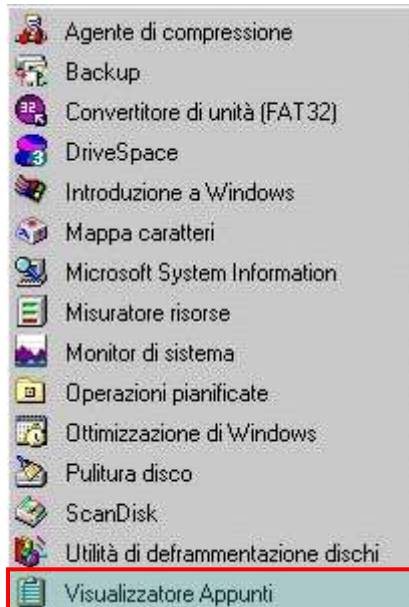 Agente di compressione
Backup
Convertitore di unità (FAT32)
DriveSpace
Introduzione a Windows
Mappa caratteri
Microsoft System Information
Misuratore risorse
Monitor di sistema
Operazioni pianificate
Ottimizzazione di Windows
Pulitura disco
ScanDisk
Utilità di deframmentazione dischi
Visualizzatore Appunti